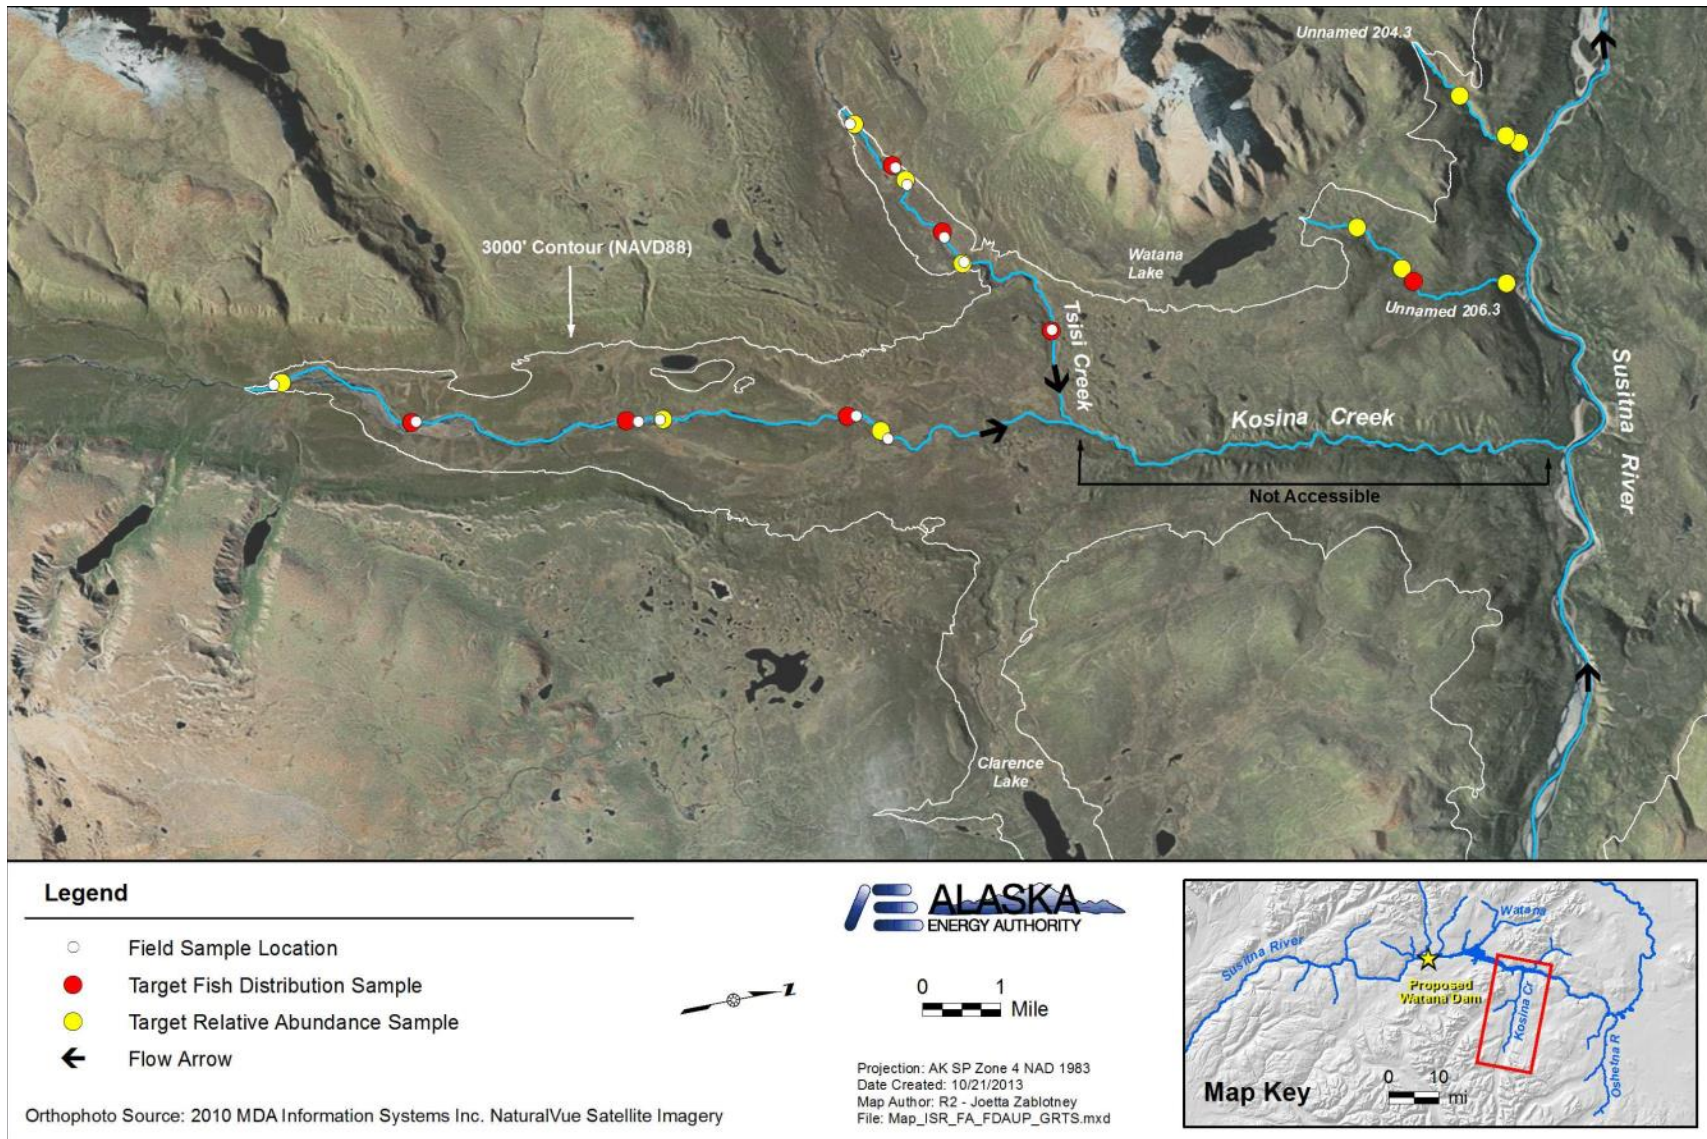 Unnamed 204.3
3000' Contour (NAVD88)
Watana
Lake
Unnamed 206.3
Tsisi Creek
Susitna River
Kosina Creek
Not Accessible
Clarence
Lake
Legend
Field Sample Location
Target Fish Distribution Sample
Target Relative Abundance Sample
Flow Arrow
Orthophoto Source: 2010 MDA Information Systems Inc. NaturalVue Satellite Imagery
N
ALASKA
ENERGY AUTHORITY
0 1
Mile
Projection: AK SP Zone 4 NAD 1983
Date Created: 10/21/2013
Map Author: R2 - Joetta Zablotney
File: Map_ISR_FA_FDAUP_GRTS.mxd
Watana
Susitna River
Proposed
Watana Dam
Kosina Cr
Oshetna R
Map Key
0 10
mi